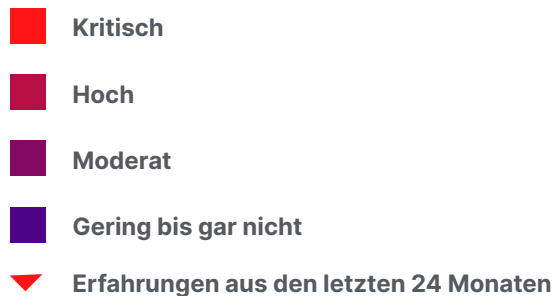 Kritisch
Hoch
Moderat
Gering bis gar nicht
Erfahrungen aus den letzten 24 Monaten